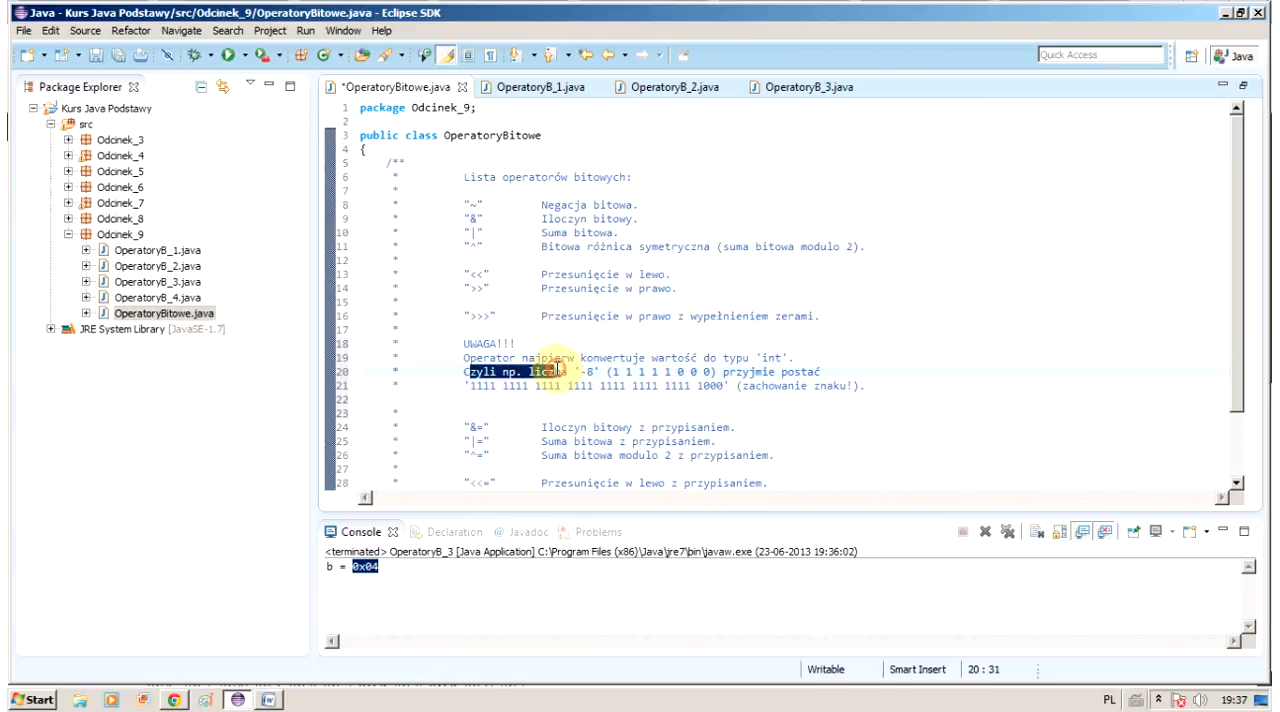 Java - Kurs Java Podstawy/src/Odcinek_9/OperatoryBitowe.java - Eclipse SDK
File Edit Source Refactor Navigate Search Project Run Window Help
Quick Access
Java
Package Explorer
*OperatoryBitowe.java OperatoryB_1.java OperatoryB_2.java OperatoryB_3.java
Kurs Java Podstawy
src
Odcinek_3
Odcinek_4
Odcinek_5
Odcinek_6
Odcinek_7
Odcinek_8
Odcinek_9
OperatoryB_1.java
OperatoryB_2.java
OperatoryB_3.java
OperatoryB_4.java
OperatoryBitowe.java
JRE System Library [JavaSE-1.7]
1 package Odcinek_9;
2
3 public class OperatoryBitowe
4 {
5 /**
6 * Lista operatorów bitowych:
7 *
8 * "~" Negacja bitowa.
9 * "&" Iloczyn bitowy.
10 * "|" Suma bitowa.
11 * "^" Bitowa różnica symetryczna (suma bitowa modulo 2).
12 *
13 * "<<" Przesunięcie w lewo.
14 * ">>" Przesunięcie w prawo.
15 *
16 * ">>>" Przesunięcie w prawo z wypełnieniem zerami.
17 *
18 * UWAGA!!!
19 * Operator najpierw konwertuje wartość do typu 'int'.
20 * Czyli np. liczba '-8' (1 1 1 1 1 0 0 0) przyjmie postać
21 * '1111 1111 1111 1111 1111 1111 1111 1000' (zachowanie znaku!).
22
23 *
24 * "&=" Iloczyn bitowy z przypisaniem.
25 * "|=" Suma bitowa z przypisaniem.
26 * "^=" Suma bitowa modulo 2 z przypisaniem.
27 *
28 * "<<=" Przesunięcie w lewo z przypisaniem.
Console Declaration Javadoc Problems
<terminated> OperatoryB_3 [Java Application] C:\Program Files (x86)\Java\jre7\bin\javaw.exe (23-06-2013 19:36:02)
b = 0x04
Writable Smart Insert 20 : 31
Start PL 19:37